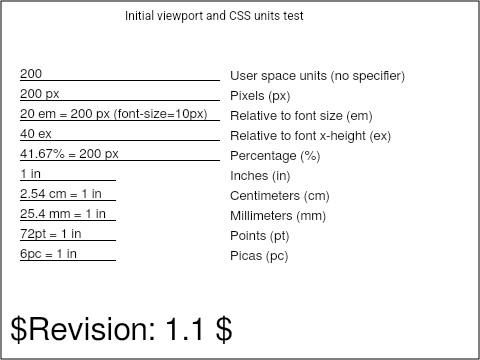 Initial viewport and CSS units test
200 User space units (no specifier)
200 px Pixels (px)
20 em = 200 px (font-size=10px) Relative to font size (em)
40 ex Relative to font x-height (ex)
41.67% = 200 px Percentage (%)
1 in Inches (in)
2.54 cm = 1 in Centimeters (cm)
25.4 mm = 1 in Millimeters (mm)
72pt = 1 in Points (pt)
6pc = 1 in Picas (pc)
$Revision: 1.1 $